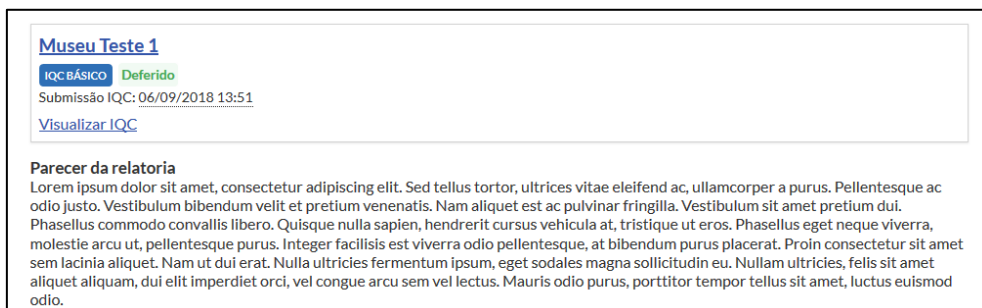 Museu Teste 1
IQC BÁSICO Deferido
Submissão IQC: 06/09/2018 13:51
Visualizar IQC
Parecer da relatoria
Lorem ipsum dolor sit amet, consectetur adipiscing elit. Sed tellus tortor, ultrices vitae eleifend ac, ullamcorper a purus. Pellentesque ac
odio justo. Vestibulum bibendum velit et pretium venenatis. Nam aliquet est ac pulvinar fringilla. Vestibulum sit amet pretium dui.
Phasellus commodo convallis libero. Quisque nulla sapien, hendrerit cursus vehicula at, tristique ut eros. Phasellus eget neque viverra,
molestie arcu ut, pellentesque purus. Integer facilisis est viverra odio pellentesque, at bibendum purus placerat. Proin consectetur sit amet
sem lacinia aliquet. Nam ut dui erat. Nulla ultricies fermentum ipsum, eget sodales magna sollicitudin eu. Nullam ultricies, felis sit amet
aliquet aliquam, dui elit imperdiet orci, vel congue arcu sem vel lectus. Mauris odio purus, porttitor tempor tellus sit amet, luctus euismod
odio.